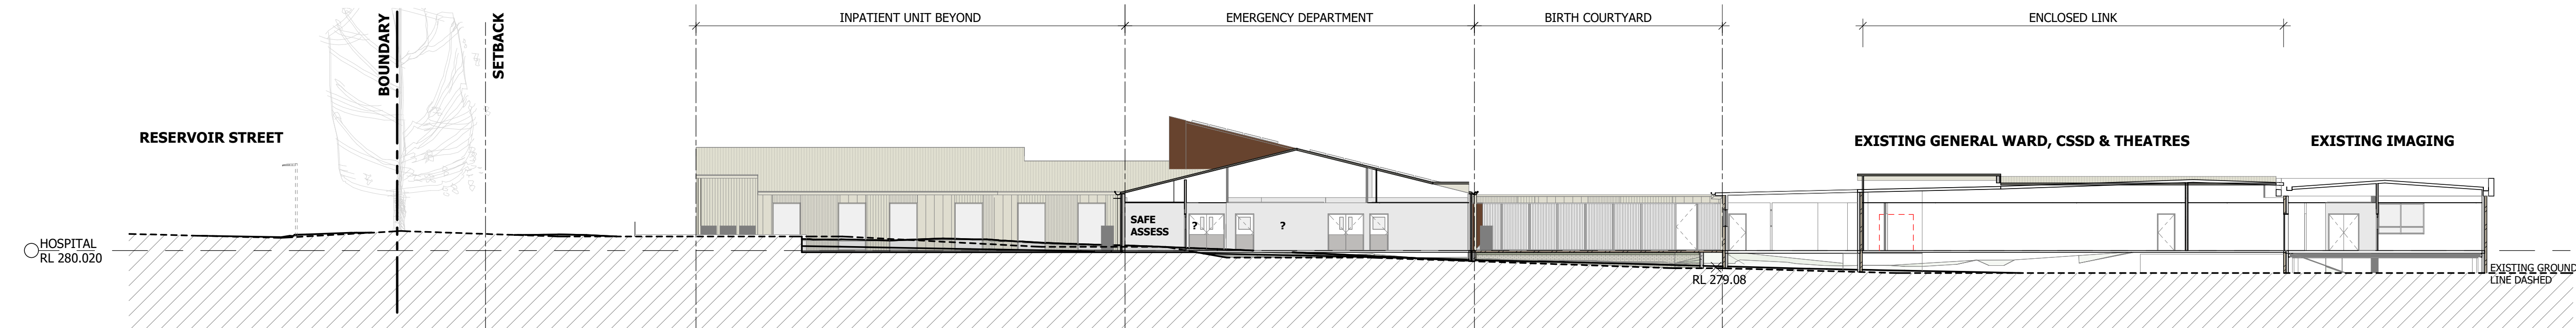 INPATIENT UNIT BEYOND
EMERGENCY DEPARTMENT
BIRTH COURTYARD
ENCLOSED LINK
BOUNDARY
SETBACK
RESERVOIR STREET
EXISTING GENERAL WARD, CSSD & THEATRES
EXISTING IMAGING
SAFE
ASSESS
?
?
HOSPITAL
RL 280.020
RL 279.08
EXISTING GROUND
LINE DASHED